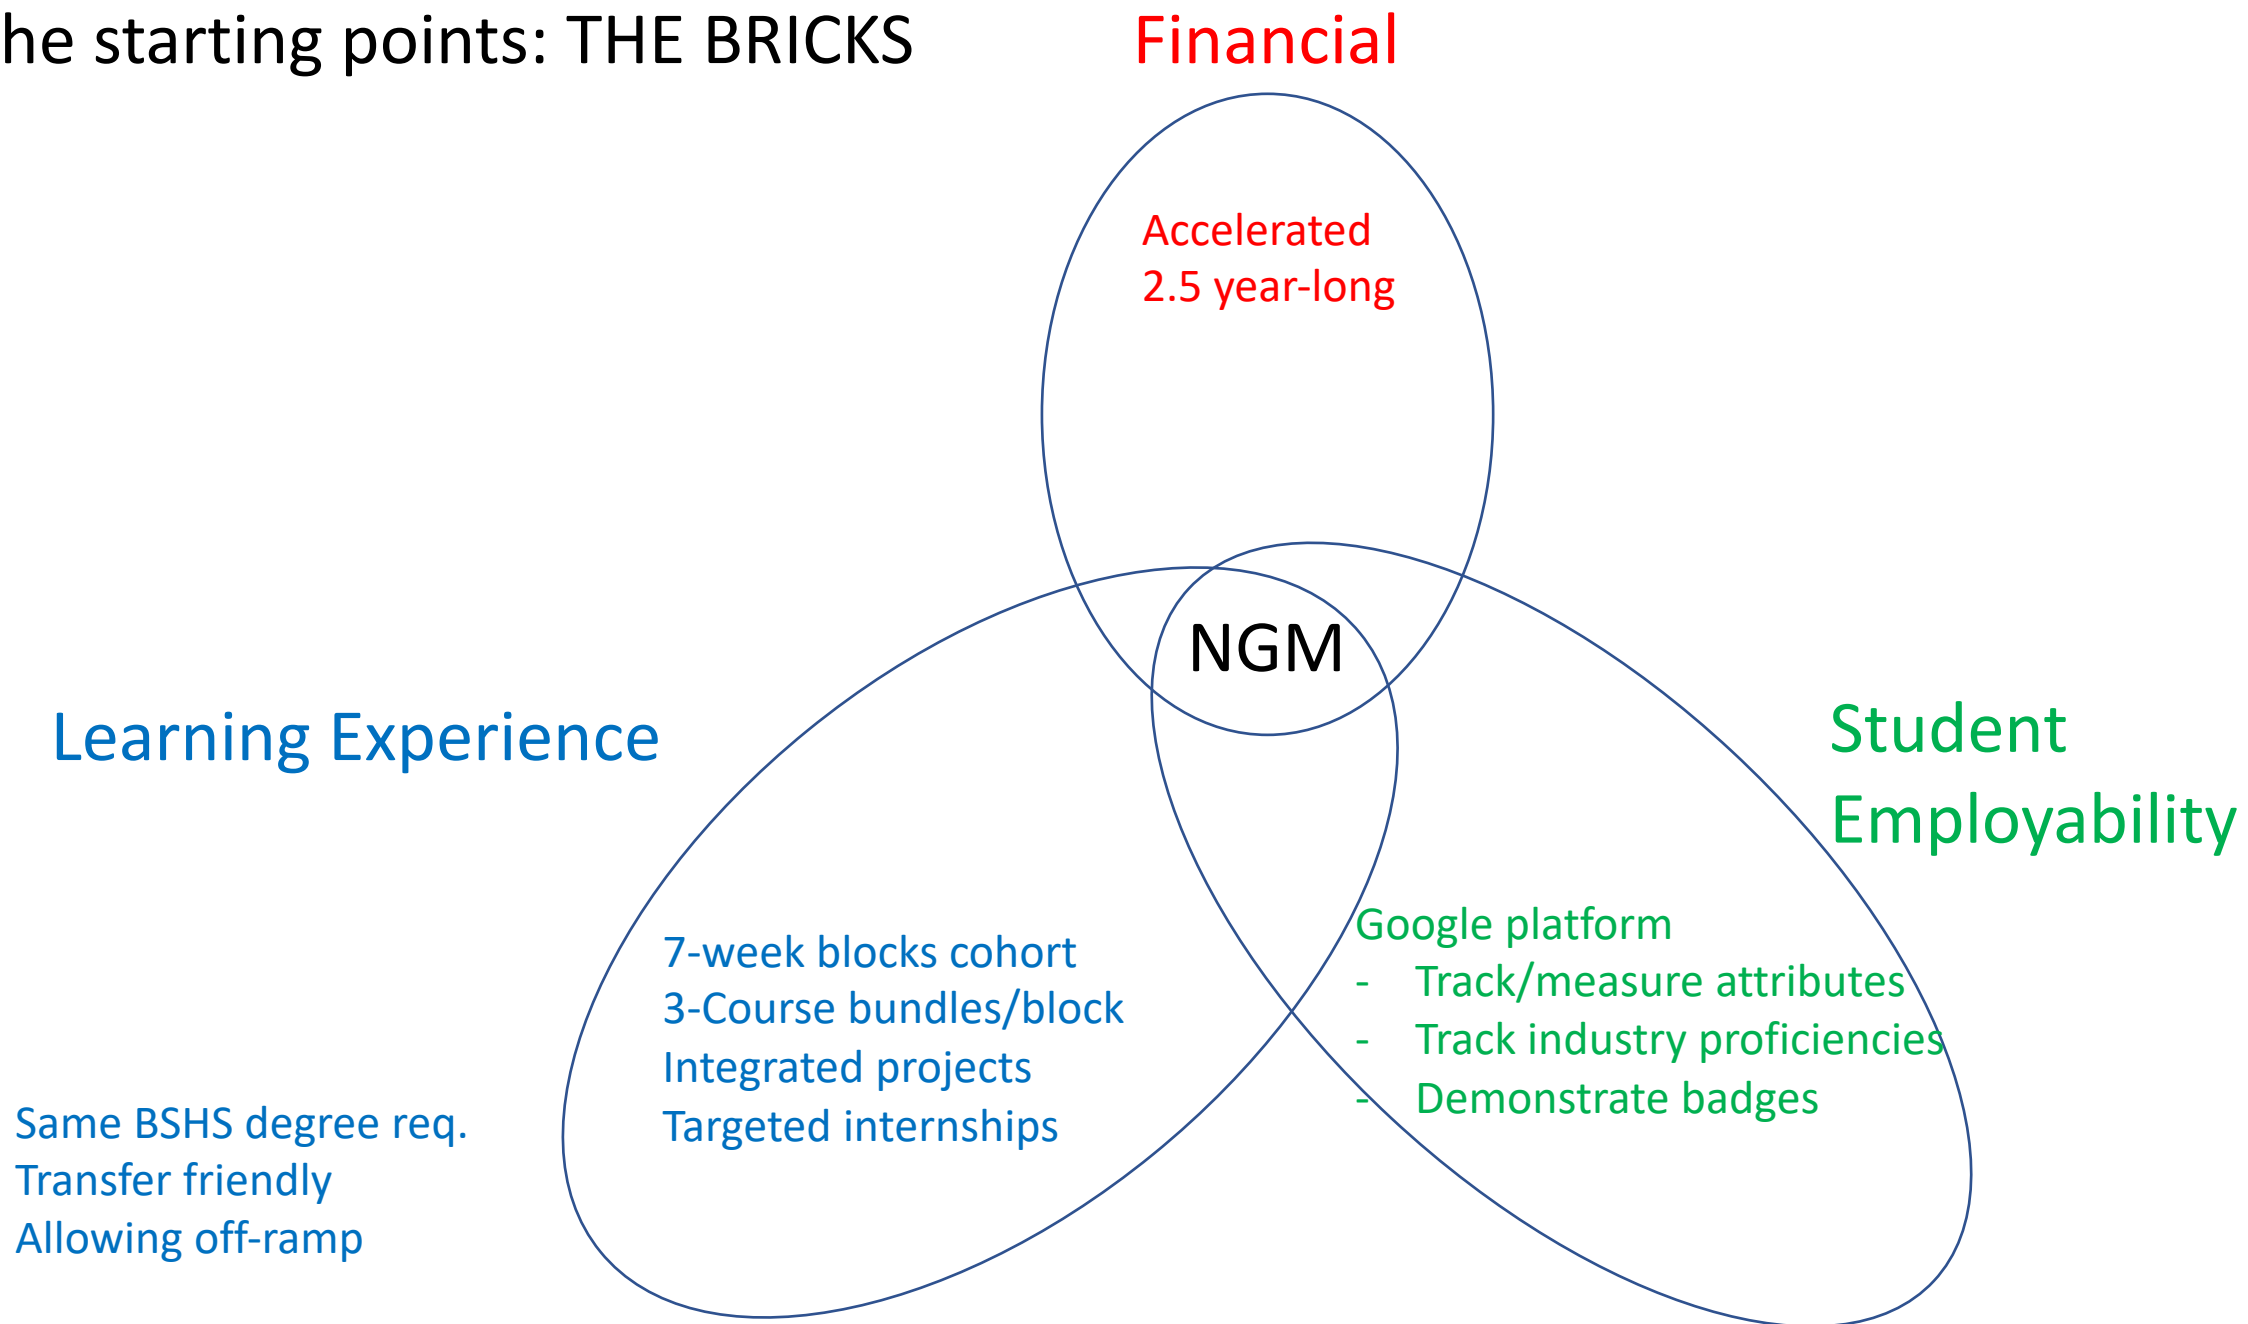 he starting points: THE BRICKS
Financial
Accelerated
2.5 year-long
NGM
Learning Experience
Student
Employability
7-week blocks cohort
3-Course bundles/block
Integrated projects
Targeted internships
Google platform
- Track/measure attributes
- Track industry proficiencies
- Demonstrate badges
Same BSHS degree req.
Transfer friendly
Allowing off-ramp